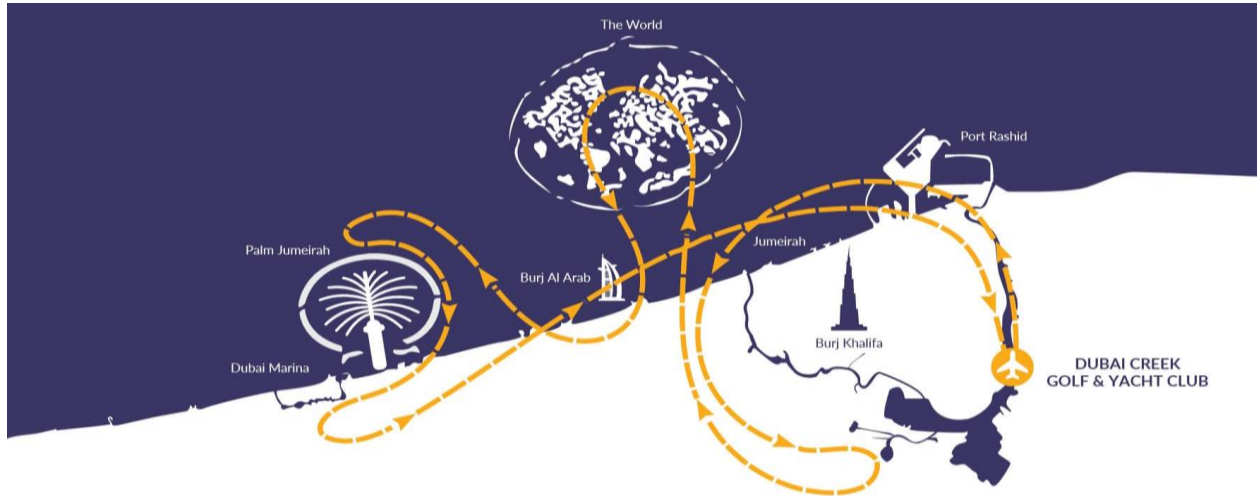 The World
Port Rashid
Jumeirah
Palm Jumeirah
Burj Al Arab
Burj Khalifa
Dubai Marina
DUBAI CREEK
GOLF & YACHT CLUB